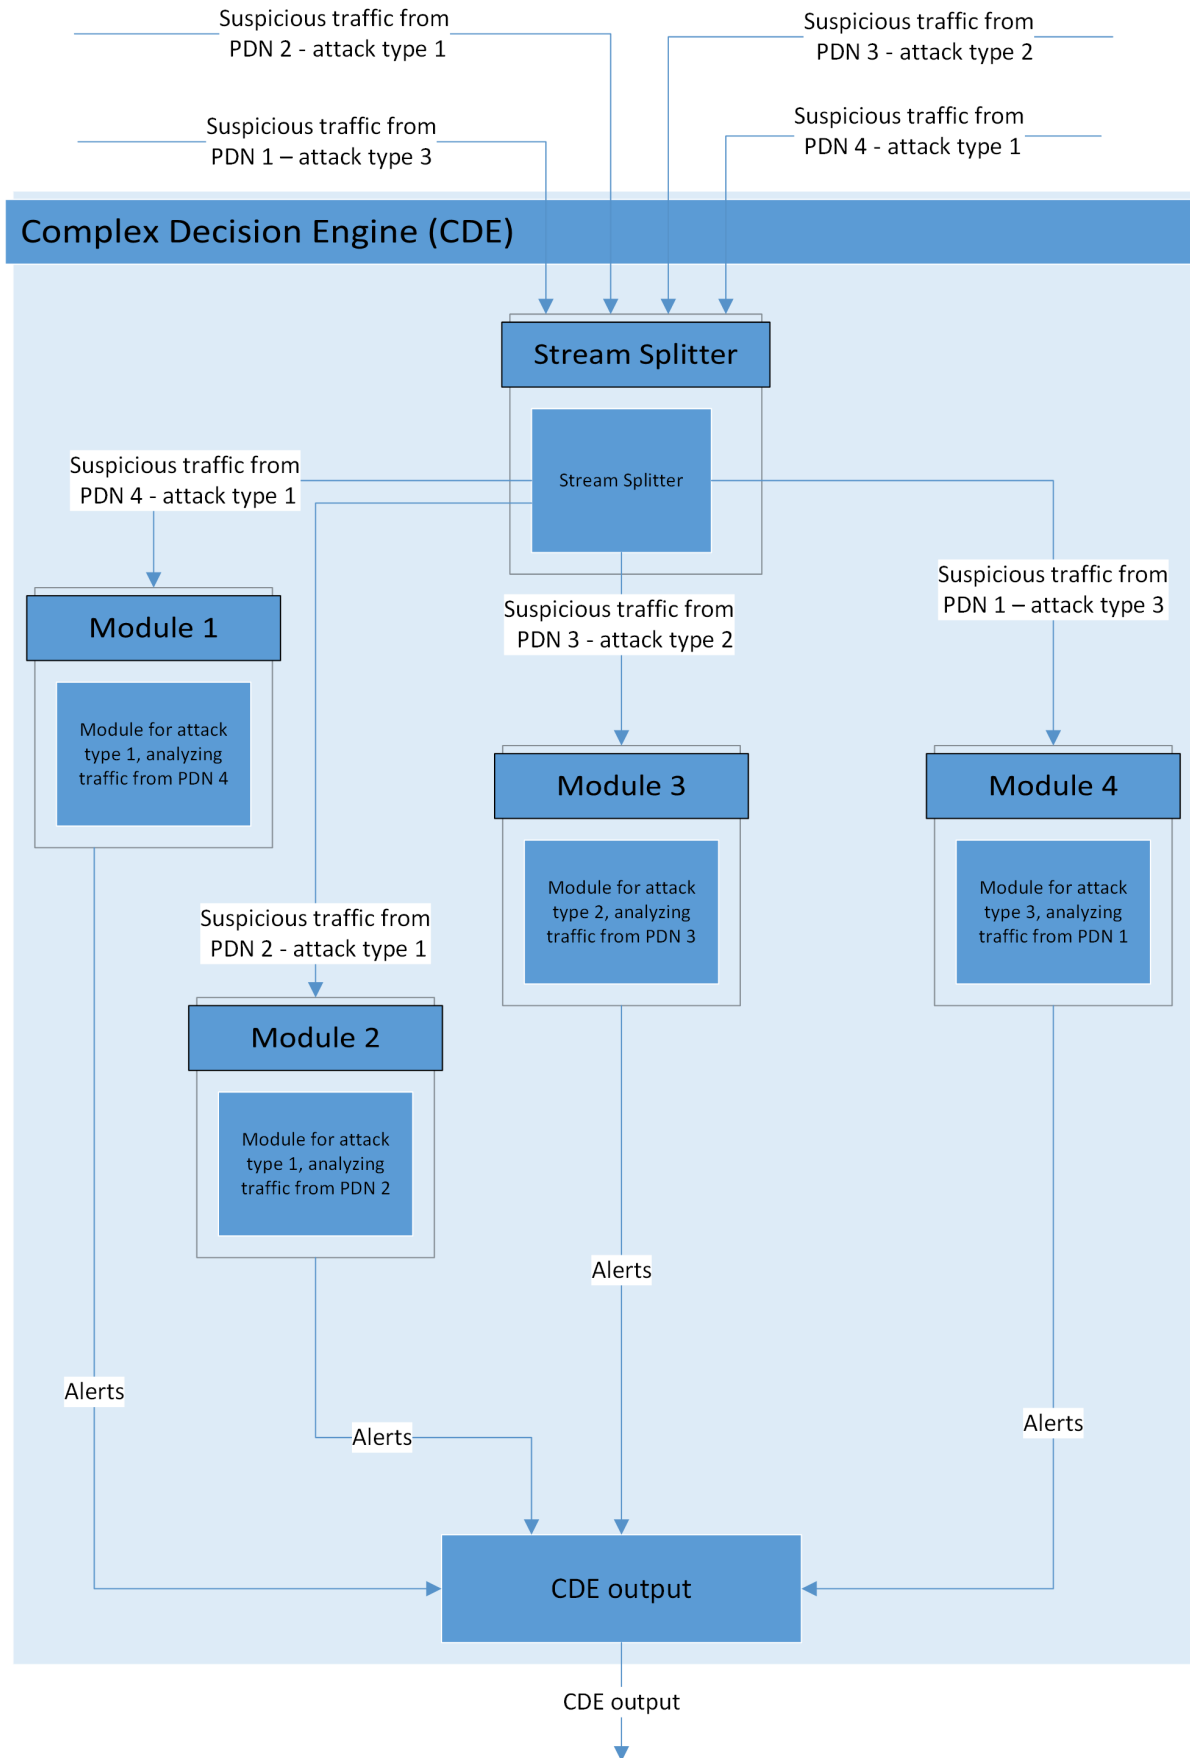 Suspicious traffic from
PDN 2 - attack type 1
Suspicious traffic from
PDN 3 - attack type 2
Suspicious traffic from
PDN 1 – attack type 3
Suspicious traffic from
PDN 4 - attack type 1
Complex Decision Engine (CDE)
Stream Splitter
Stream Splitter
Suspicious traffic from
PDN 4 - attack type 1
Suspicious traffic from
PDN 3 - attack type 2
Suspicious traffic from
PDN 1 – attack type 3
Module 1
Module for attack
type 1, analyzing
traffic from PDN 4
Module 3
Module for attack
type 2, analyzing
traffic from PDN 3
Module 4
Module for attack
type 3, analyzing
traffic from PDN 1
Suspicious traffic from
PDN 2 - attack type 1
Module 2
Module for attack
type 1, analyzing
traffic from PDN 2
Alerts
Alerts
Alerts
Alerts
CDE output
CDE output